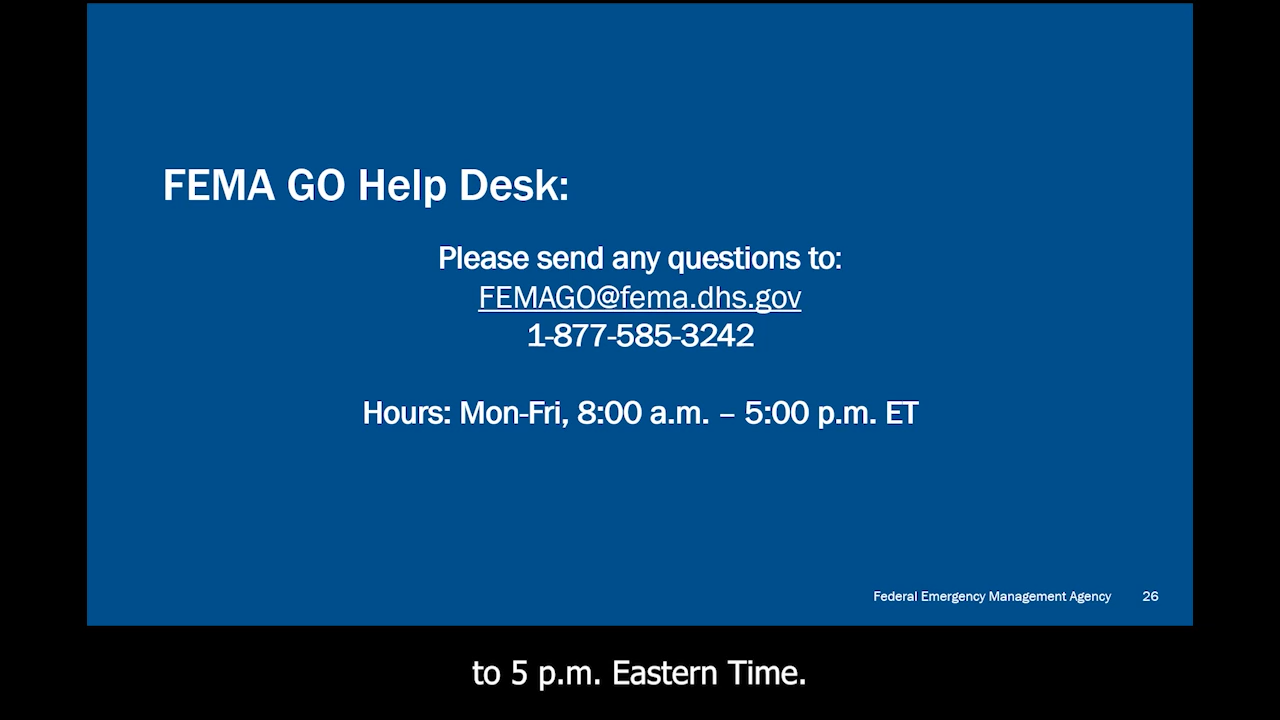 FEMA GO Help Desk:
Please send any questions to:
FEMAGO@fema.dhs.gov
1-877-585-3242
Hours: Mon-Fri, 8:00 a.m. – 5:00 p.m. ET
Federal Emergency Management Agency 26
to 5 p.m. Eastern Time.